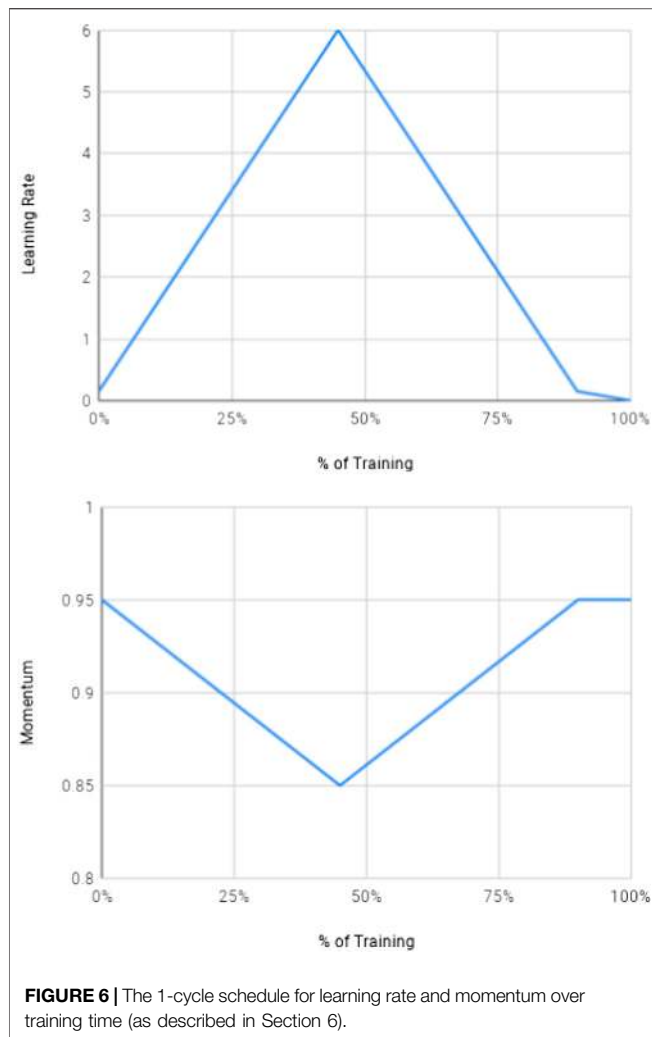 6
5
4
3
2
1
0
Learning Rate
0% 25% 50% 75% 100%
% of Training
1
0.95
0.9
0.85
0.8
Momentum
0% 25% 50% 75% 100%
% of Training
FIGURE 6 | The 1-cycle schedule for learning rate and momentum over
training time (as described in Section 6).